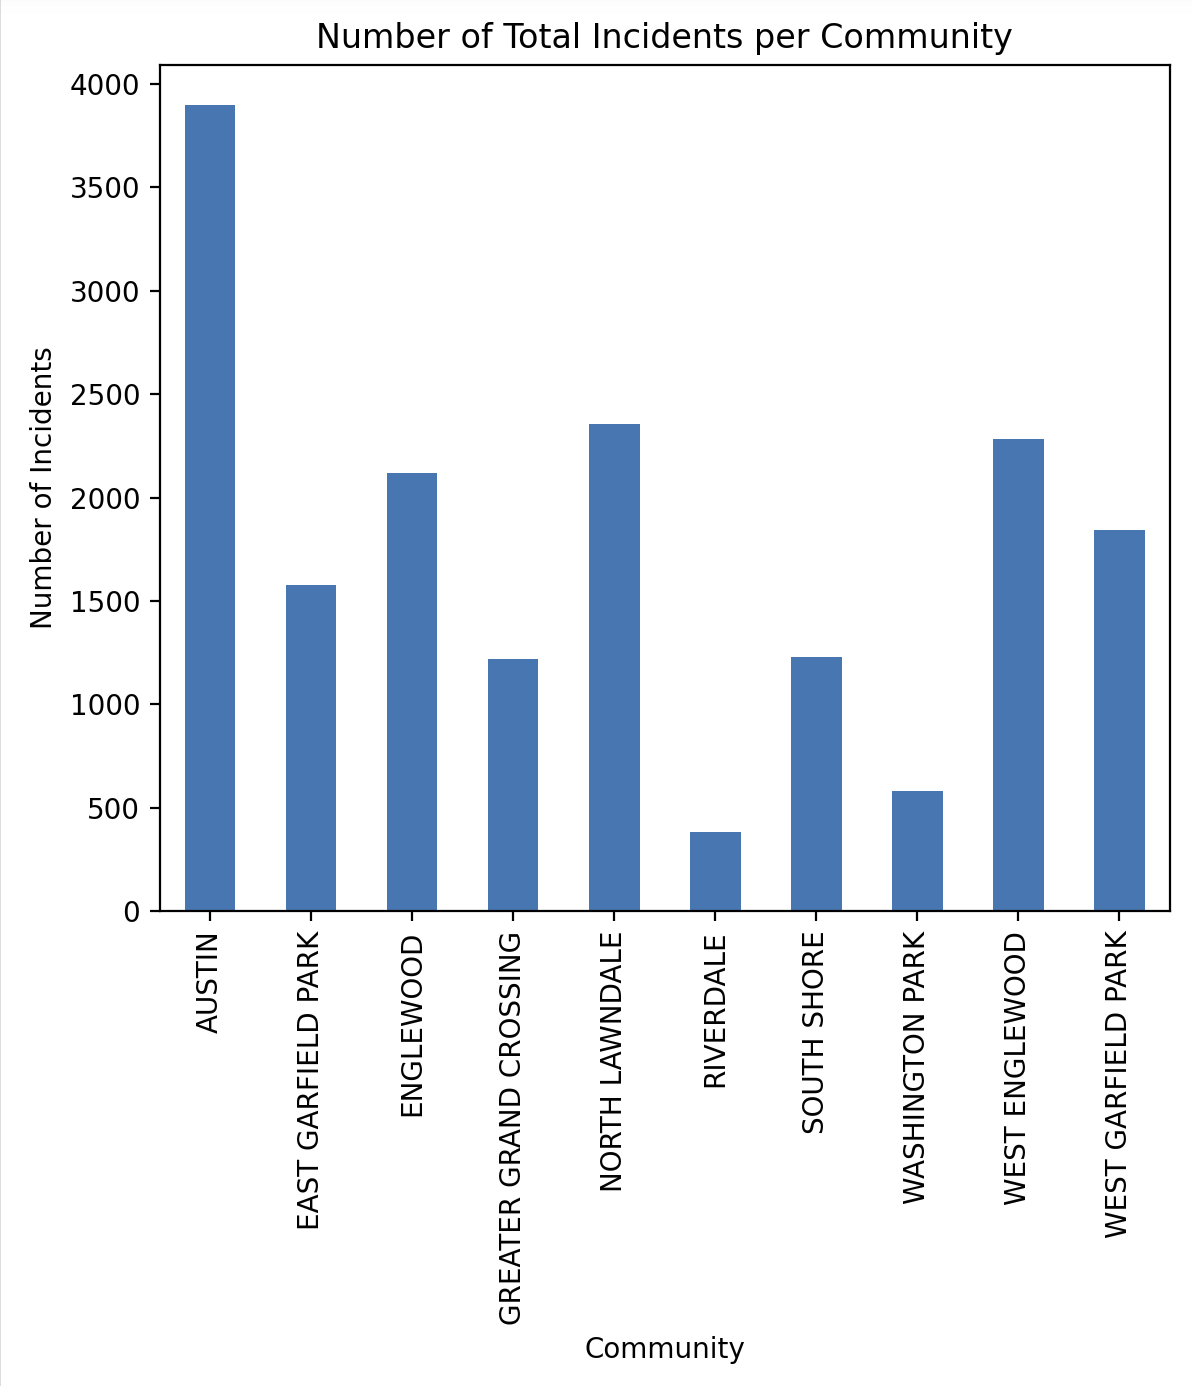 Number of Total Incidents per Community
Number of Incidents
4000
3500
3000
2500
2000
1500
1000
500
0
AUSTIN
EAST GARFIELD PARK
ENGLEWOOD
GREATER GRAND CROSSING
NORTH LAWNDALE
RIVERDALE
SOUTH SHORE
WASHINGTON PARK
WEST ENGLEWOOD
WEST GARFIELD PARK
Community